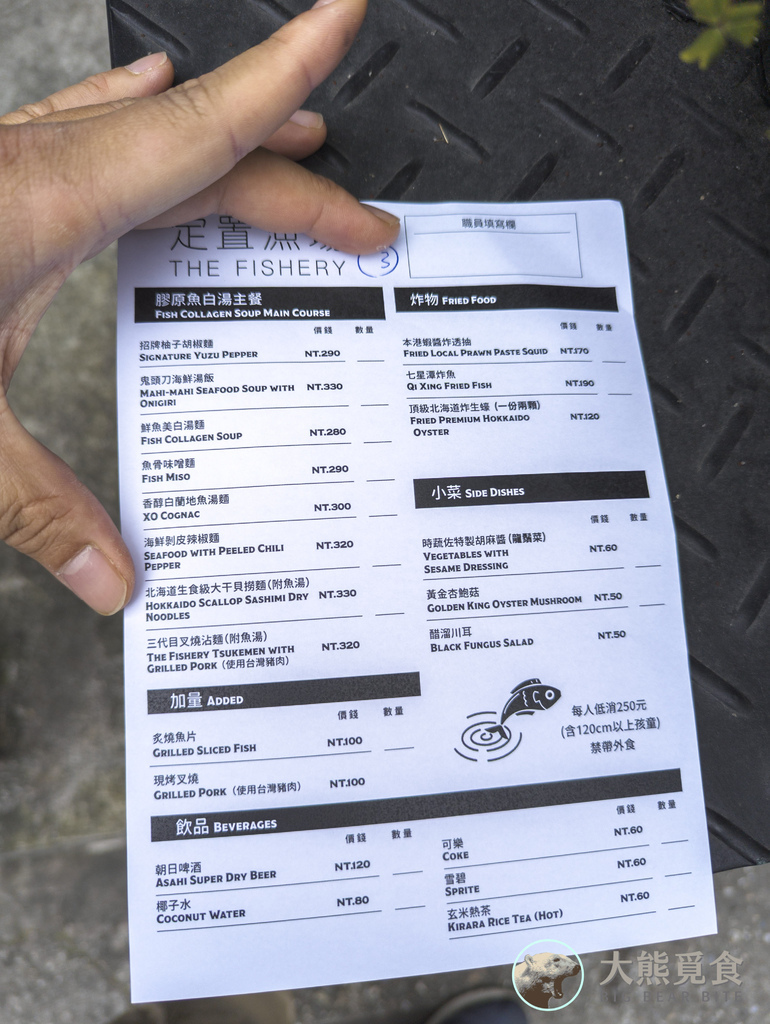 定置漁場
THE FISHERY
3
職員填寫欄
膠原魚白湯主餐
FISH COLLAGEN SOUP MAIN COURSE
價錢 數量
招牌柚子胡椒麵
SIGNATURE YUZU PEPPER NT.290
鬼頭刀海鮮湯飯
MAHI-MAHI SEAFOOD SOUP WITH NT.330
ONIGIRI
鮮魚美白湯麵
FISH COLLAGEN SOUP NT.280
魚骨味噌麵
FISH MISO NT.290
香醇白蘭地魚湯麵
XO COGNAC NT.300
海鮮剝皮辣椒麵
SEAFOOD WITH PEELED CHILI NT.320
PEPPER
北海道生食級大干貝撈麵(附魚湯)
HOKKAIDO SCALLOP SASHIMI DRY NT.330
NOODLES
三代目叉燒沾麵(附魚湯)
THE FISHERY TSUKEMEN WITH NT.320
GRILLED PORK (使用台灣豬肉)
加量 ADDED
價錢 數量
炙燒魚片
GRILLED SLICED FISH NT.100
現烤叉燒
GRILLED PORK (使用台灣豬肉) NT.100
炸物 FRIED FOOD
價錢 數量
本港蝦醬炸透抽
FRIED LOCAL PRAWN PASTE SQUID NT.170
七星潭炸魚
QI XING FRIED FISH NT.190
頂級北海道炸生蠔 (一份兩顆)
FRIED PREMIUM HOKKAIDO NT.120
OYSTER
小菜 SIDE DISHES
價錢 數量
時蔬佐特製胡麻醬(龍鬚菜)
VEGETABLES WITH NT.60
SESAME DRESSING
黃金杏鮑菇
GOLDEN KING OYSTER MUSHROOM NT.50
醋溜川耳
BLACK FUNGUS SALAD NT.50
每人低消250元
(含120cm以上孩童)
禁帶外食
飲品 BEVERAGES
價錢 數量
朝日啤酒
ASAHI SUPER DRY BEER NT.120
椰子水
COCONUT WATER NT.80
價錢 數量
可樂
COKE NT.60
雪碧
SPRITE NT.60
玄米熱茶
KIRARA RICE TEA (HOT) NT.60
大熊覓食
BIG BEAR BITE